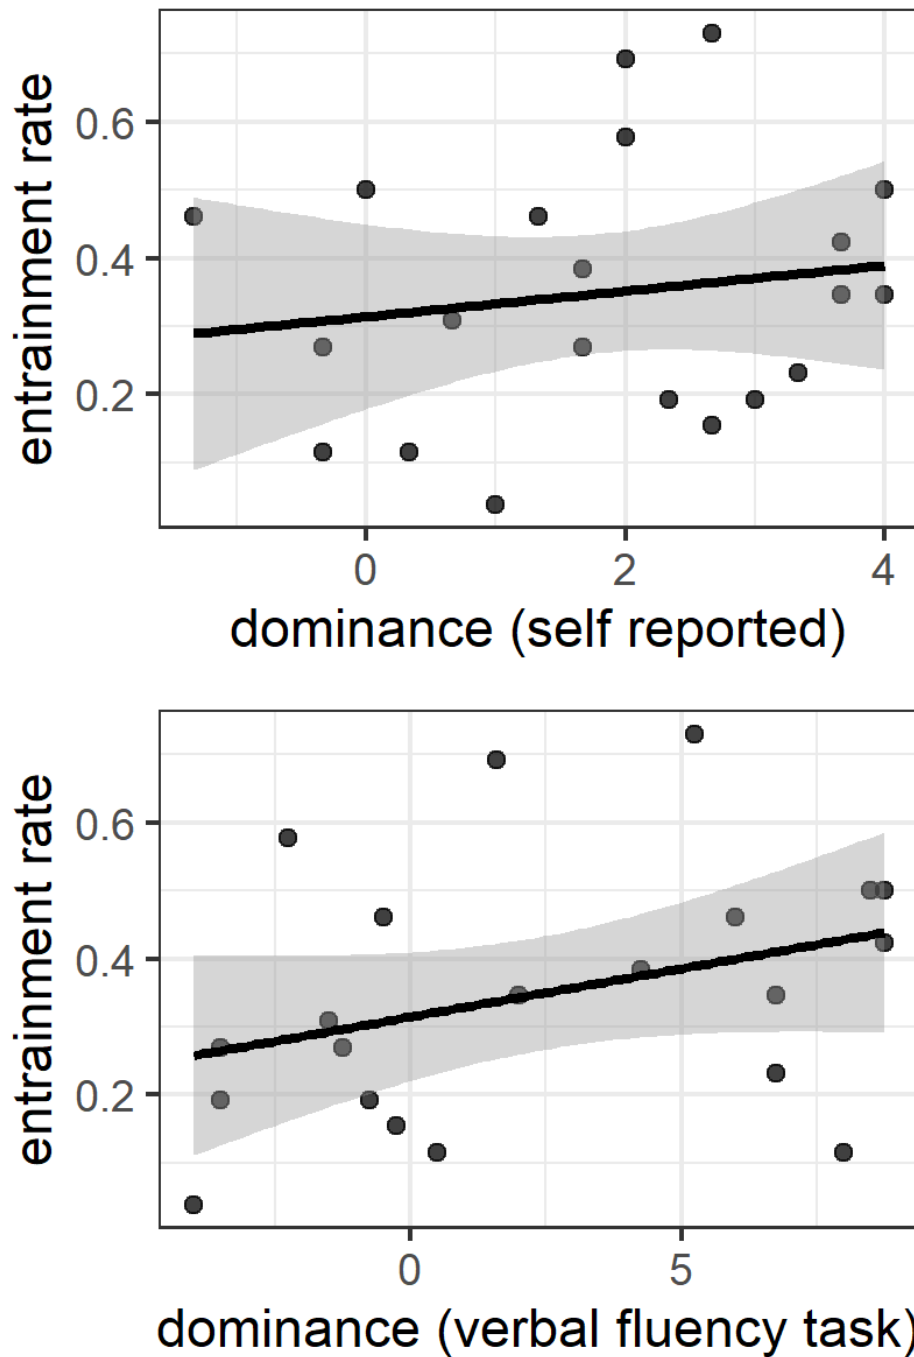 entrainment rate
0.6
0.4
0.2
0
2
4
dominance (self reported)
entrainment rate
0.6
0.4
0.2
0
5
dominance (verbal fluency task)